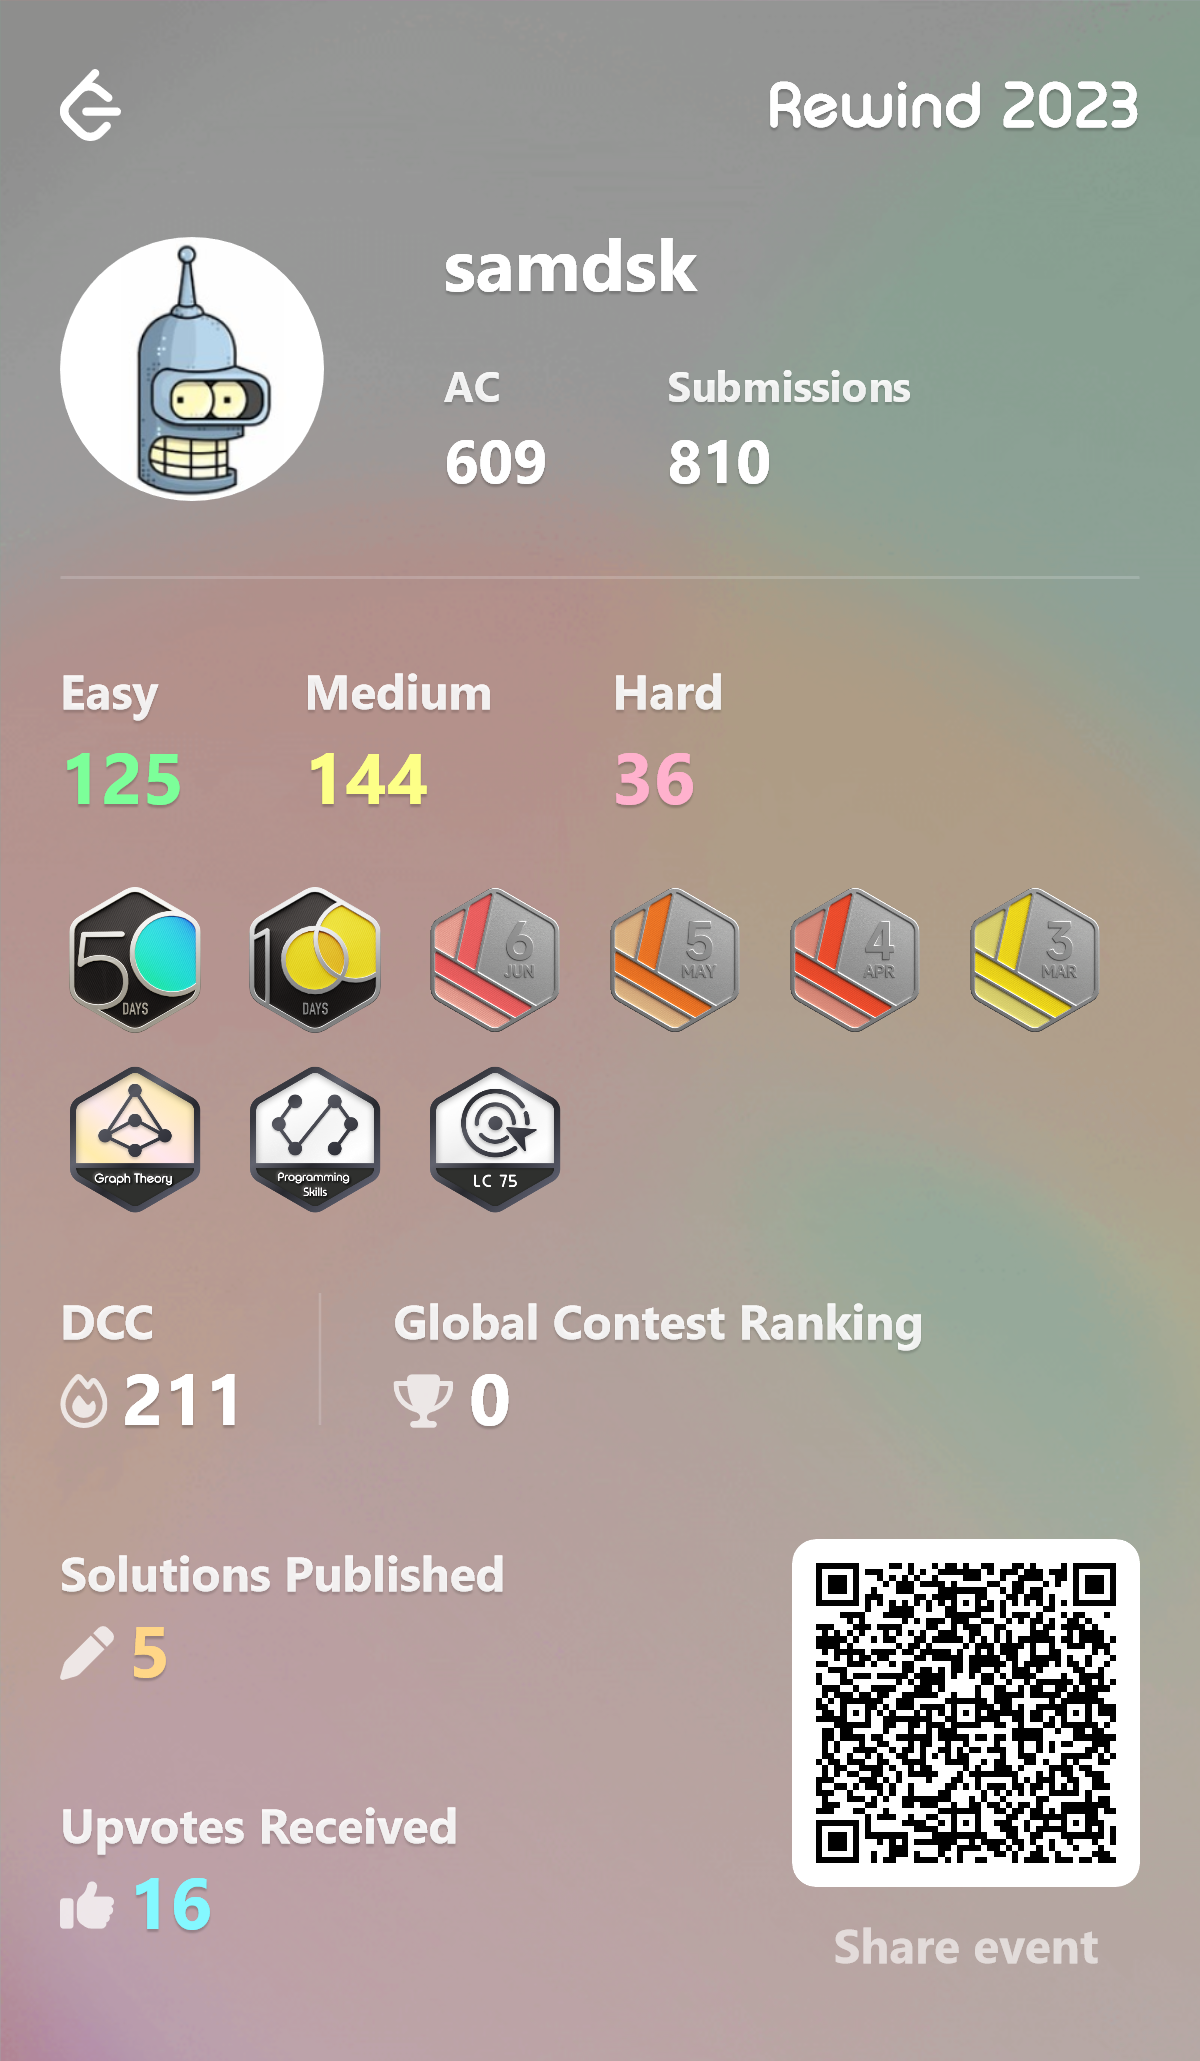 Rewind 2023
samdsk
AC Submissions
609 810
Easy Medium Hard
125 144 36
50 DAYS 100 DAYS 6 JUN 5 MAY 4 APR 3 MAR
Graph Theory Programming Skills LC 75
DCC Global Contest Ranking
211 0
Solutions Published
5
Upvotes Received
16
Share event